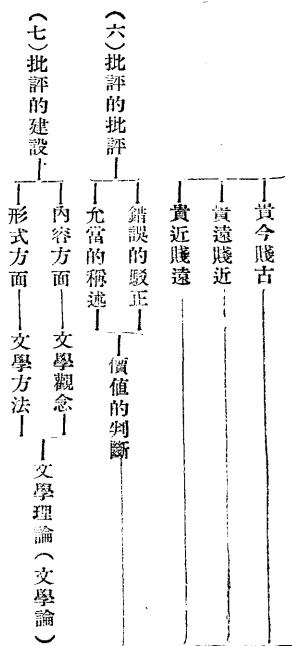 貴今賤古
貴遠賤近
貴近賤遠
(六)批評的批評
錯誤的駁正
允當的稱述
價值的判斷
(七)批評的建設
內容方面——文學觀念
形式方面——文學方法
文學理論(文學論)